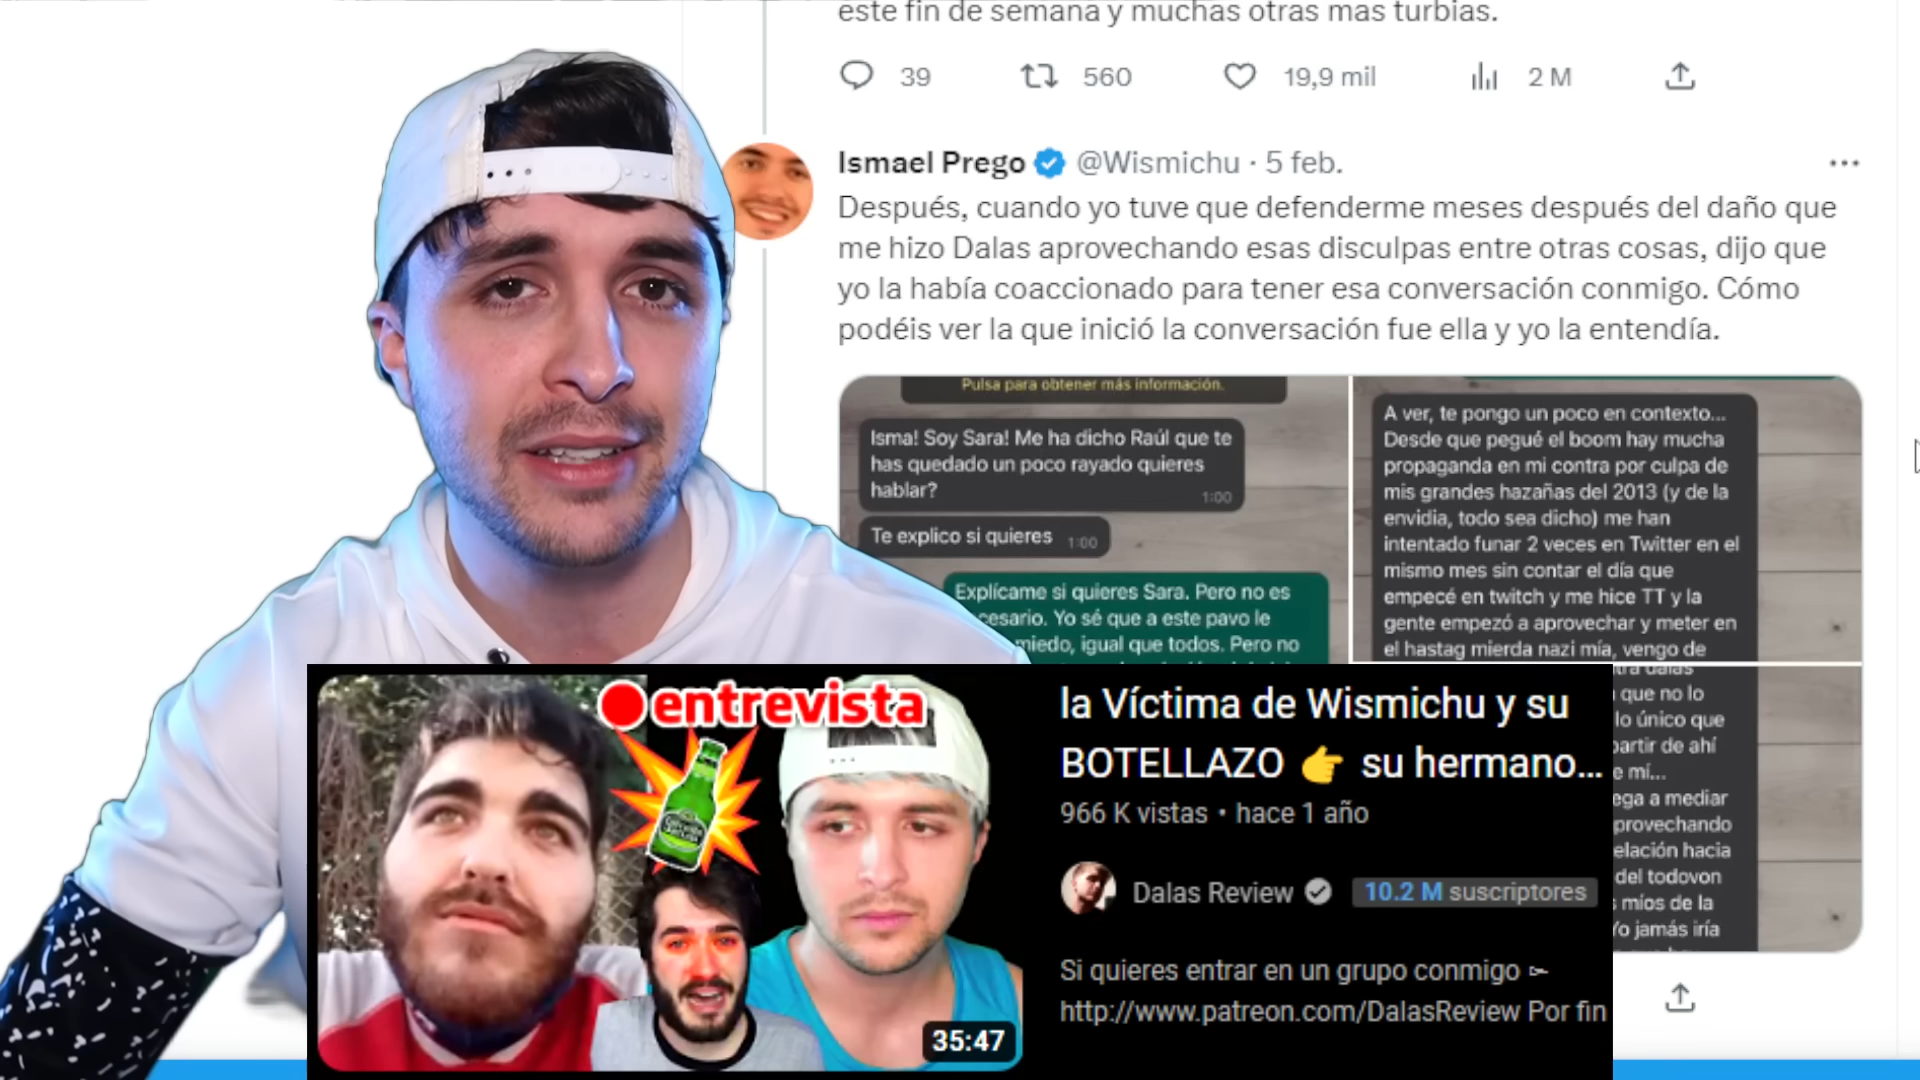 este fin de semana y muchas otras mas turbias.
39 560 19,9 mil 2 M
Ismael Prego @Wismichu · 5 feb.
Después, cuando yo tuve que defenderme meses después del daño que
me hizo Dalas aprovechando esas disculpas entre otras cosas, dijo que
yo la había coaccionado para tener esa conversación conmigo. Cómo
podéis ver la que inició la conversación fue ella y yo la entendía.
Pulsa para obtener más información.
Isma! Soy Sara! Me ha dicho Raúl que te
has quedado un poco rayado quieres
hablar?
1:00
Te explico si quieres 1:00
Explícame si quieres Sara. Pero no es
cesario. Yo sé que a este pavo le
miedo, igual que todos. Pero no
A ver, te pongo un poco en contexto...
Desde que pegué el boom hay mucha
propaganda en mi contra por culpa de
mis grandes hazañas del 2013 (y de la
envidia, todo sea dicho) me han
intentado funar 2 veces en Twitter en el
mismo mes sin contar el día que
empecé en twitch y me hice TT y la
gente empezó a aprovechar y meter en
el hastag mierda nazi mía, vengo de
que no lo
lo único que
partir de ahí
e mí...
ega a mediar
provechando
elación hacia
del todovon
míos de la
Yo jamás iría
entrevista
35:47
la Víctima de Wismichu y su
BOTELLAZO 👉 su hermano...
966 K vistas • hace 1 año
Dalas Review 10.2 M suscriptores
Si quieres entrar en un grupo conmigo ➛
http://www.patreon.com/DalasReview Por fin